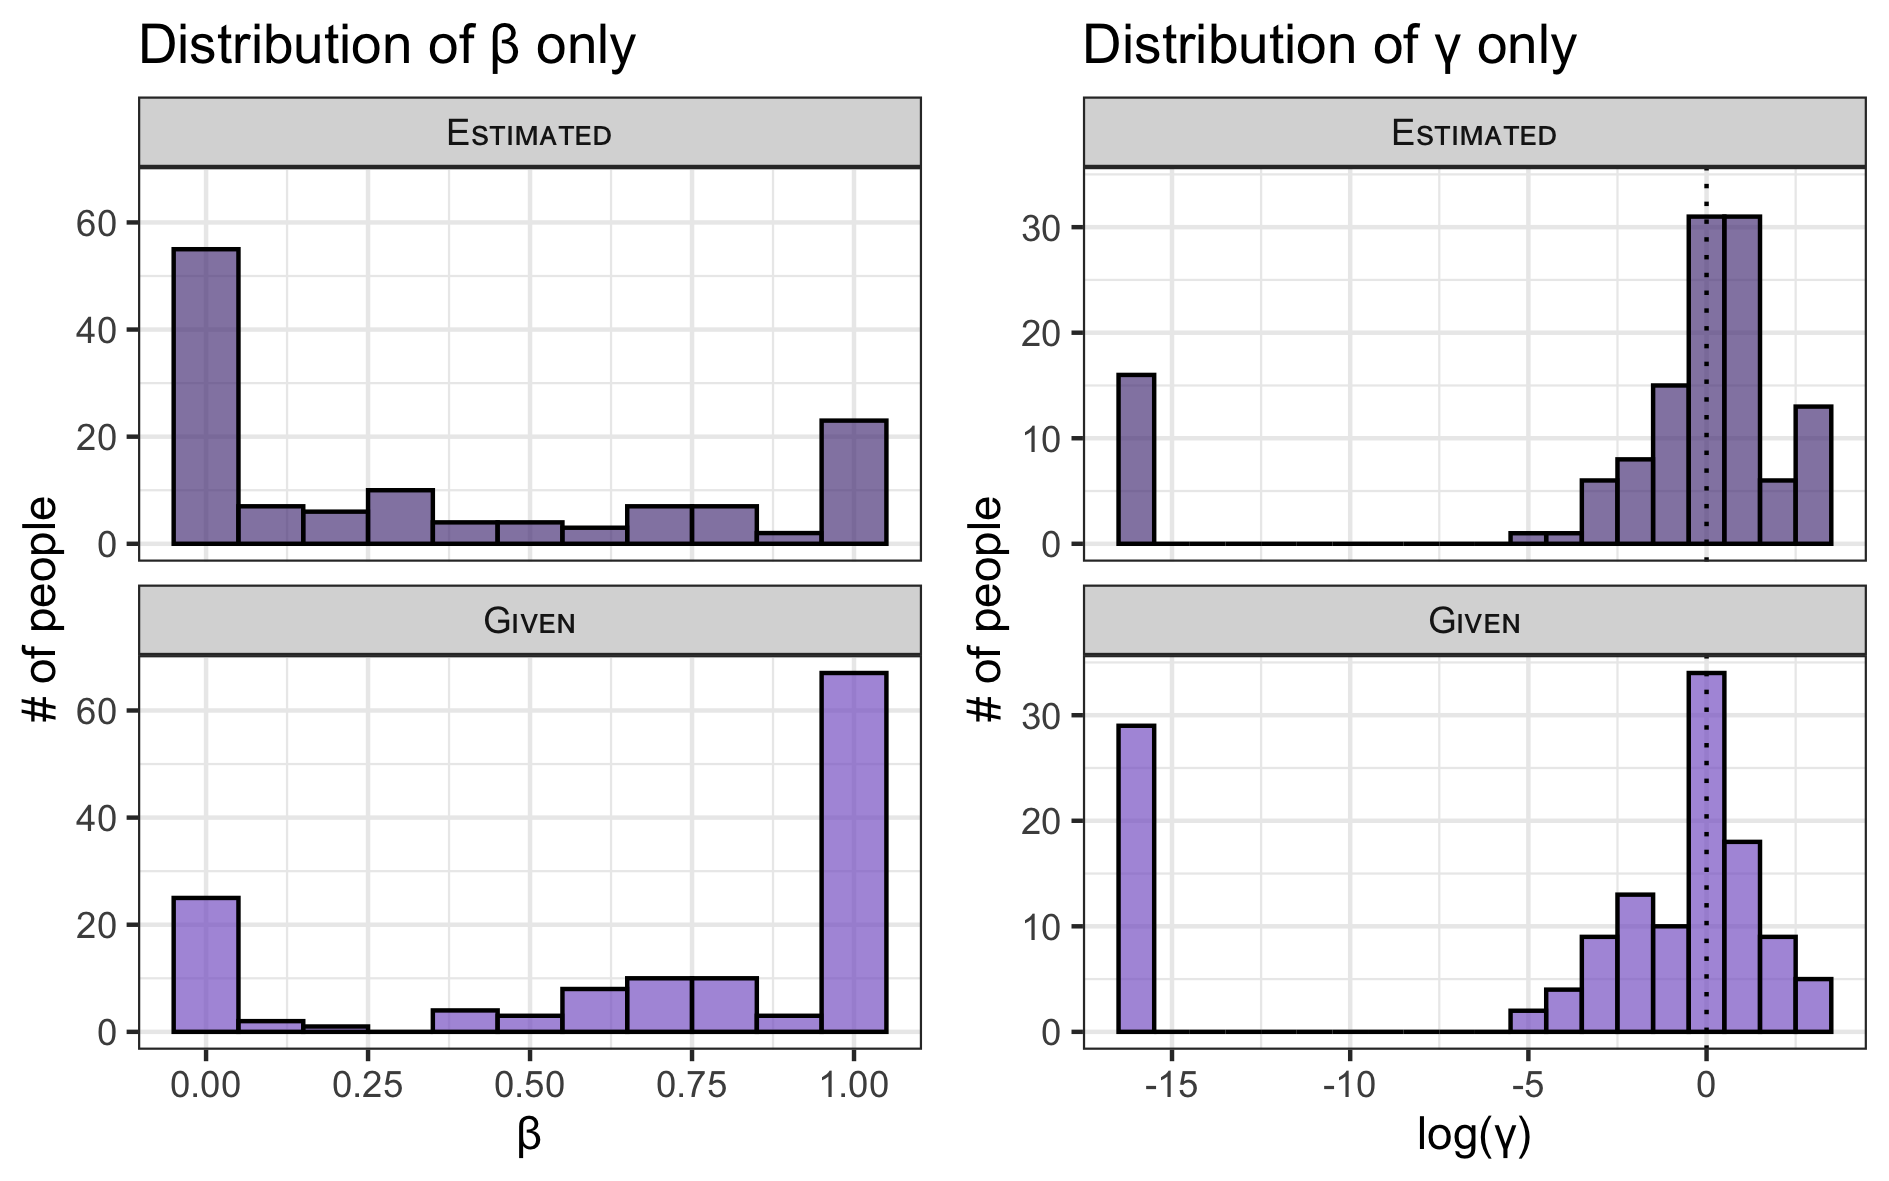 Distribution of β only
Estimated
60
40
20
0
Given
60
40
20
0
# of people
0.00 0.25 0.50 0.75 1.00
β
Distribution of γ only
Estimated
30
20
10
0
Given
30
20
10
0
# of people
-15 -10 -5 0
log(γ)